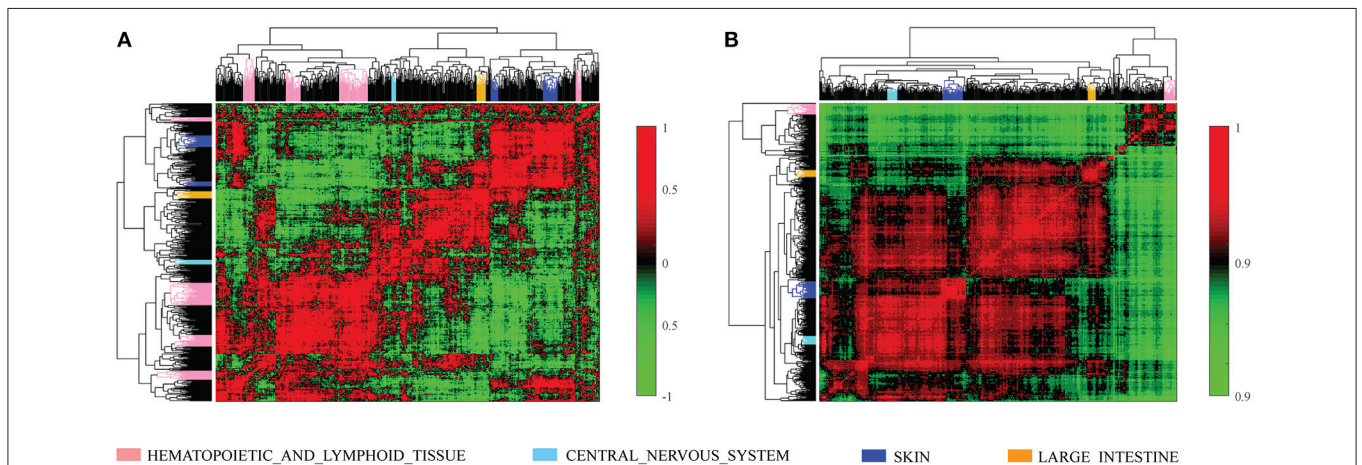 A
B
1
0.5
0
0.5
-1
1
0.9
0.9
HEMATOPOIETIC_AND_LYMPHOID_TISSUE
CENTRAL_NERVOUS_SYSTEM
SKIN
LARGE_INTESTINE